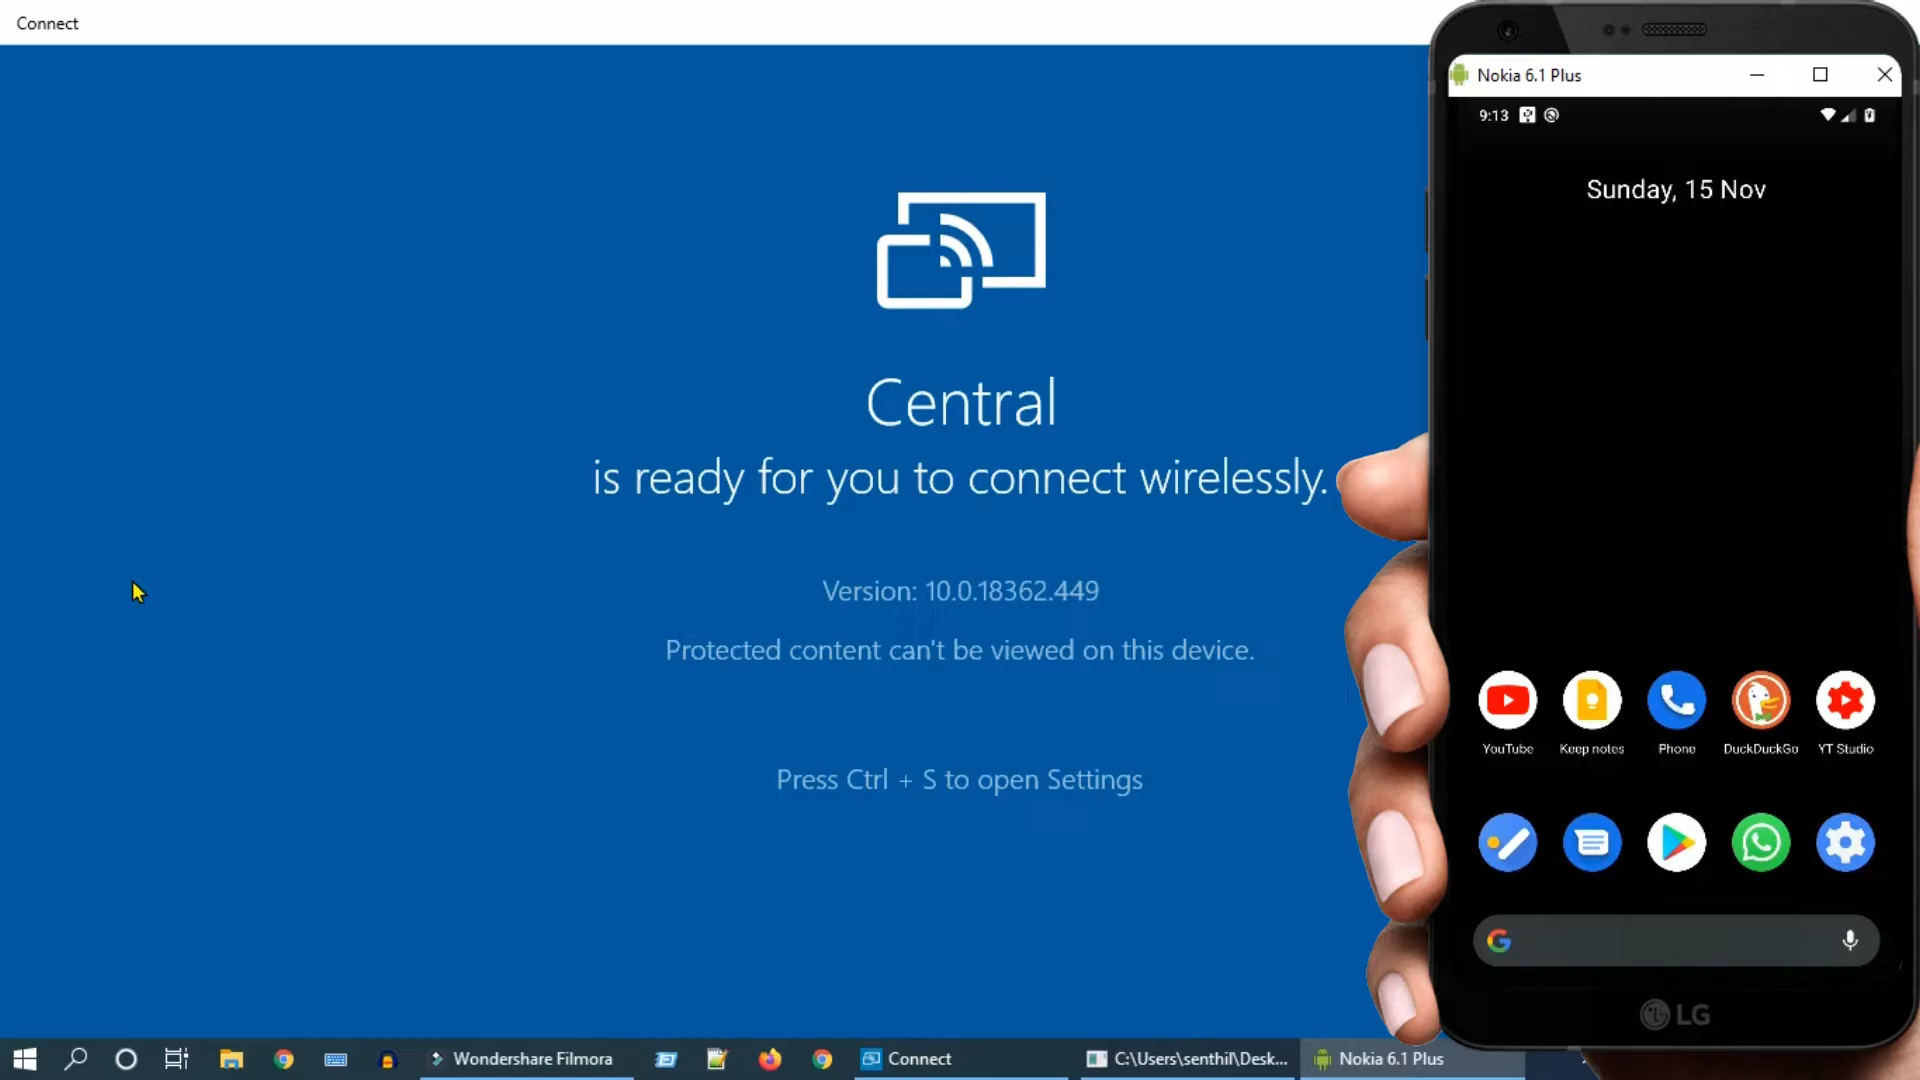 Connect
Central
is ready for you to connect wirelessly.
Version: 10.0.18362.449
Protected content can't be viewed on this device.
Press Ctrl + S to open Settings
Nokia 6.1 Plus
9:13
Sunday, 15 Nov
YouTube
Keep notes
Phone
DuckDuckGo
YT Studio
LG
Wondershare Filmora
Connect
C:\Users\senthil\Desk...
Nokia 6.1 Plus